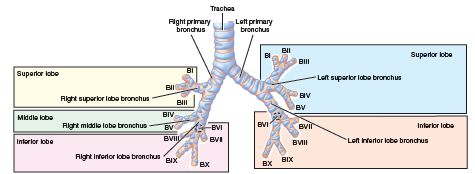 Trachea
Right primary
bronchus
Left primary
bronchus
Superior lobe
BI
BII
BIII
Right superior lobe bronchus
Middle lobe
BIV
BV
Right middle lobe bronchus
Inferior lobe
BVI
BVII
BVIII
Right inferior lobe bronchus
BIX
BX
Superior lobe
BI
BII
BIII
Left superior lobe bronchus
BIV
BV
Inferior lobe
BVI
BVII
BVIII
Left inferior lobe bronchus
BIX
BX